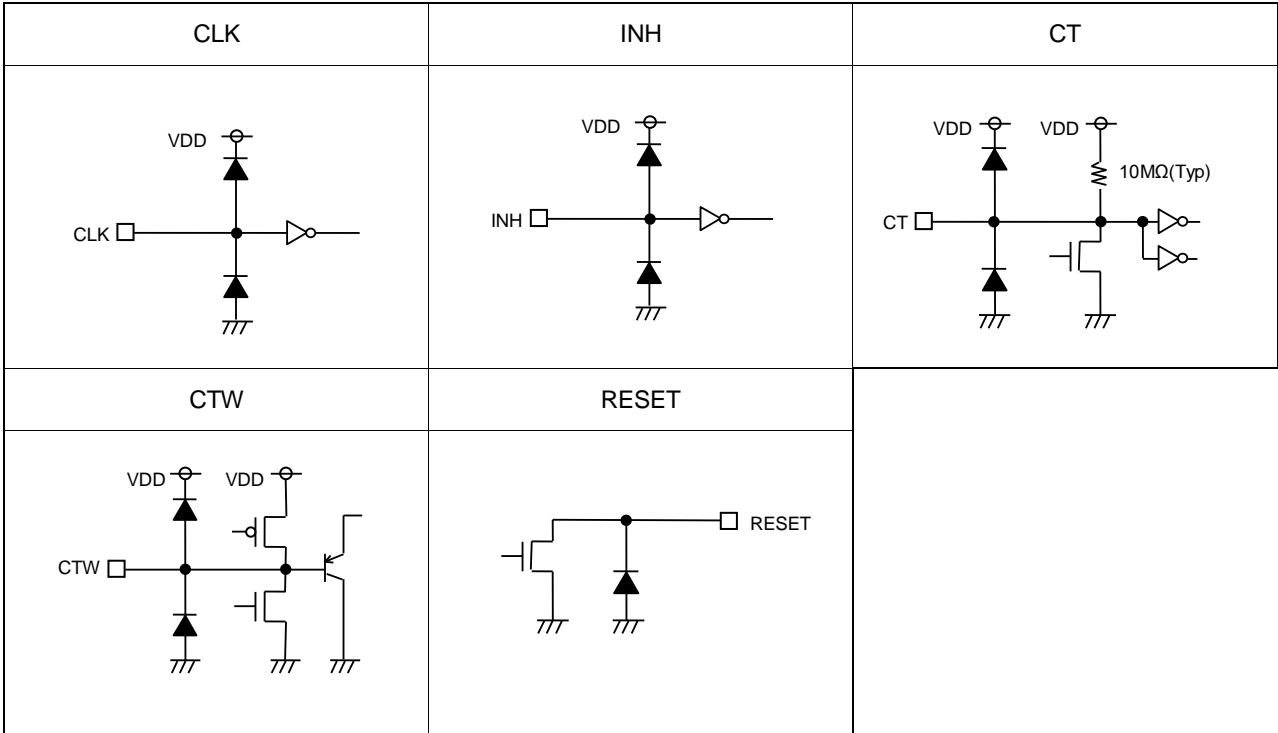 CLK
INH
CT
VDD
CLK
VDD
INH
VDD VDD
10MΩ(Typ)
CT
CTW
RESET
VDD VDD
CTW
RESET